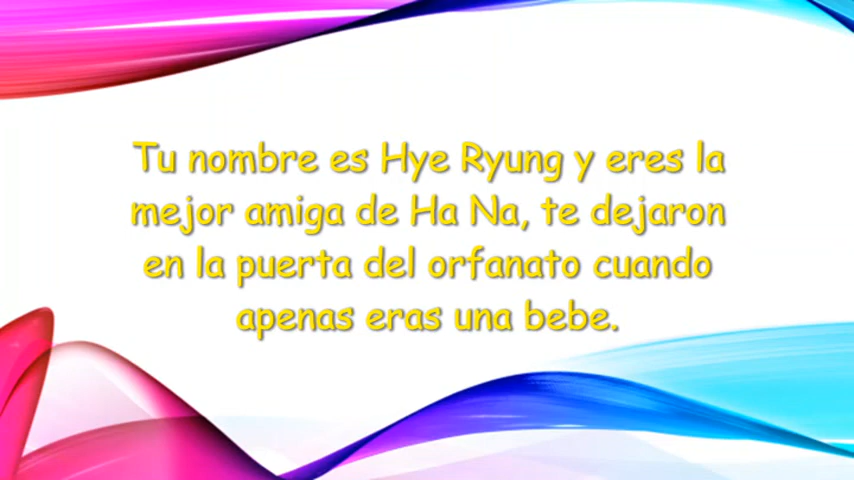 Tu nombre es Hye Ryung y eres la
mejor amiga de Ha Na, te dejaron
en la puerta del orfanato cuando
apenas eras una bebe.